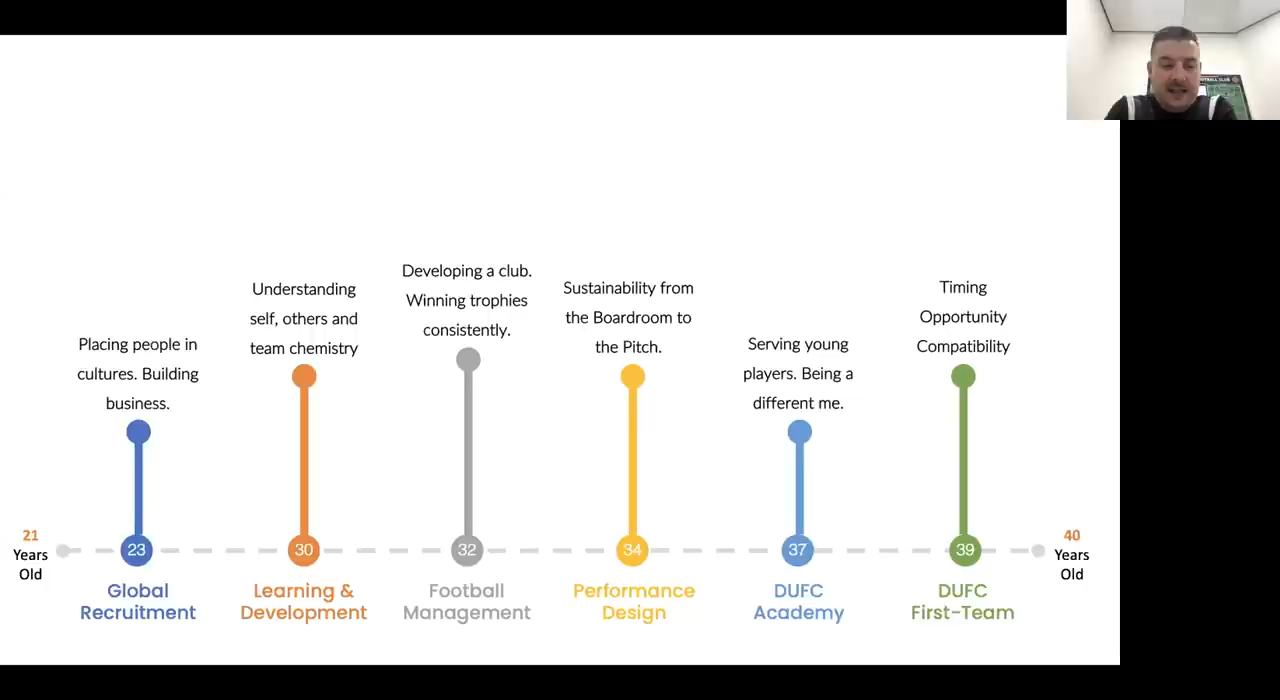 Placing people in
cultures. Building
business.
Understanding
self, others and
team chemistry
Developing a club.
Winning trophies
consistently.
Sustainability from
the Boardroom to
the Pitch.
Serving young
players. Being a
different me.
Timing
Opportunity
Compatibility
21
Years
Old
23
30
32
34
37
39
40
Years
Old
Global
Recruitment
Learning &
Development
Football
Management
Performance
Design
DUFC
Academy
DUFC
First-Team